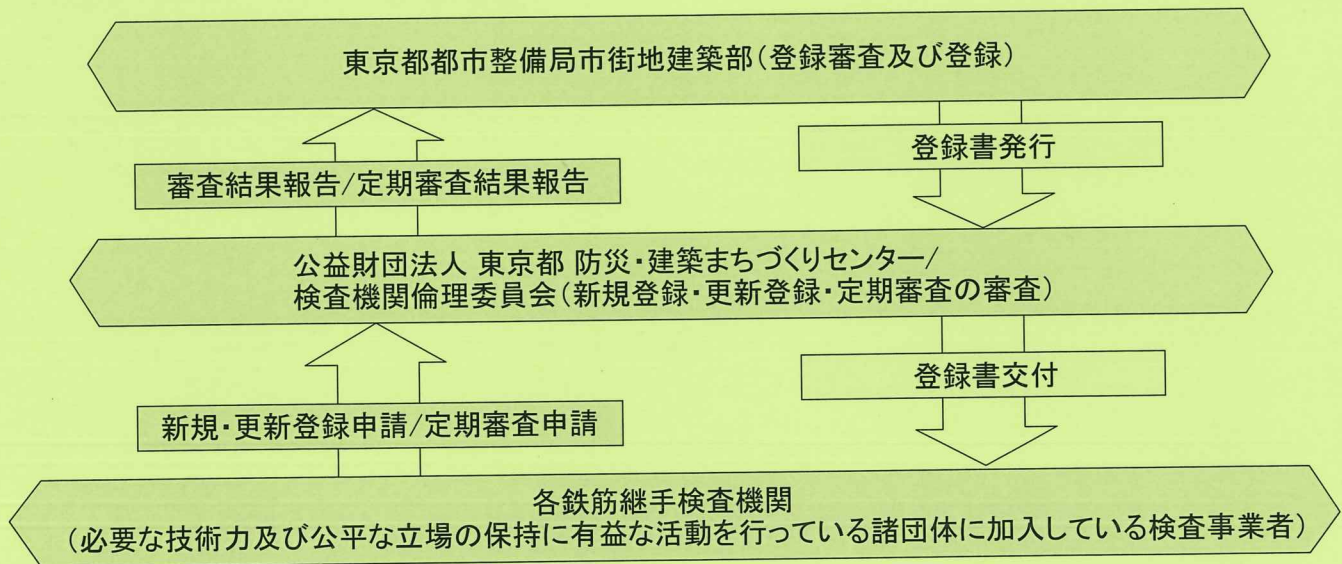 東京都都市整備局市街地建築部(登録審査及び登録)
登録書発行
審査結果報告/定期審査結果報告
公益財団法人 東京都 防災・建築まちづくりセンター/
検査機関倫理委員会(新規登録・更新登録・定期審査の審査)
登録書交付
新規・更新登録申請/定期審査申請
各鉄筋継手検査機関
(必要な技術力及び公平な立場の保持に有益な活動を行っている諸団体に加入している検査事業者)